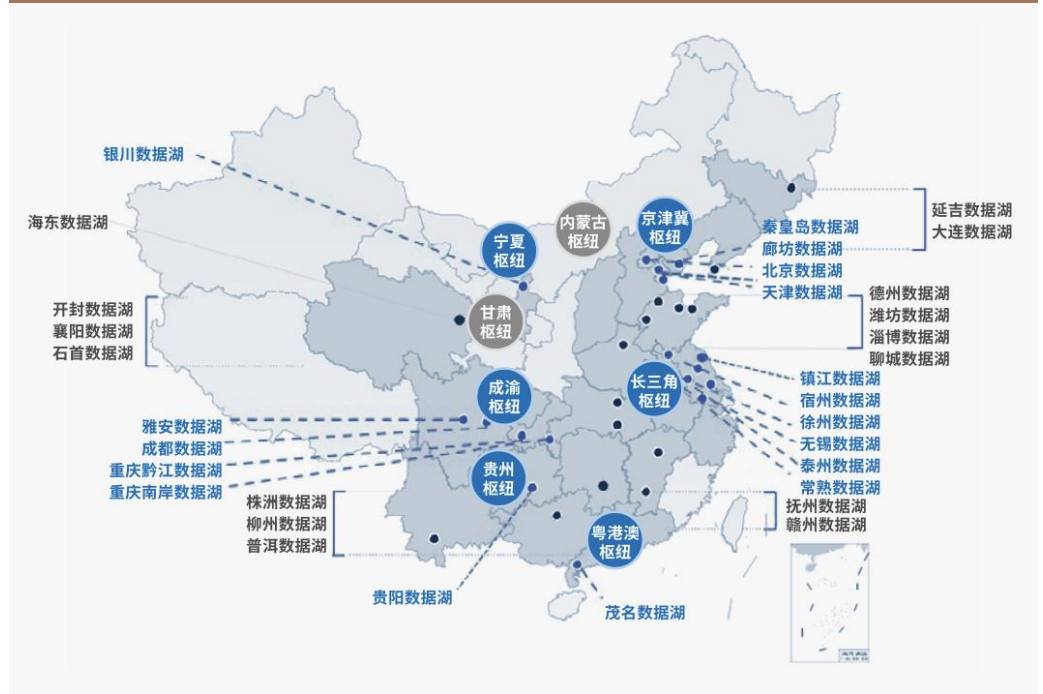 银川数据湖
海东数据湖
开封数据湖
襄阳数据湖
石首数据湖
雅安数据湖
成都数据湖
重庆黔江数据湖
重庆南岸数据湖
株洲数据湖
柳州数据湖
普洱数据湖
贵阳数据湖
茂名数据湖
宁夏
枢纽
内蒙古
枢纽
京津冀
枢纽
甘肃
枢纽
成渝
枢纽
长三角
枢纽
贵州
枢纽
粤港澳
枢纽
延吉数据湖
大连数据湖
秦皇岛数据湖
廊坊数据湖
北京数据湖
天津数据湖
德州数据湖
潍坊数据湖
淄博数据湖
聊城数据湖
镇江数据湖
宿州数据湖
徐州数据湖
无锡数据湖
泰州数据湖
常熟数据湖
抚州数据湖
赣州数据湖